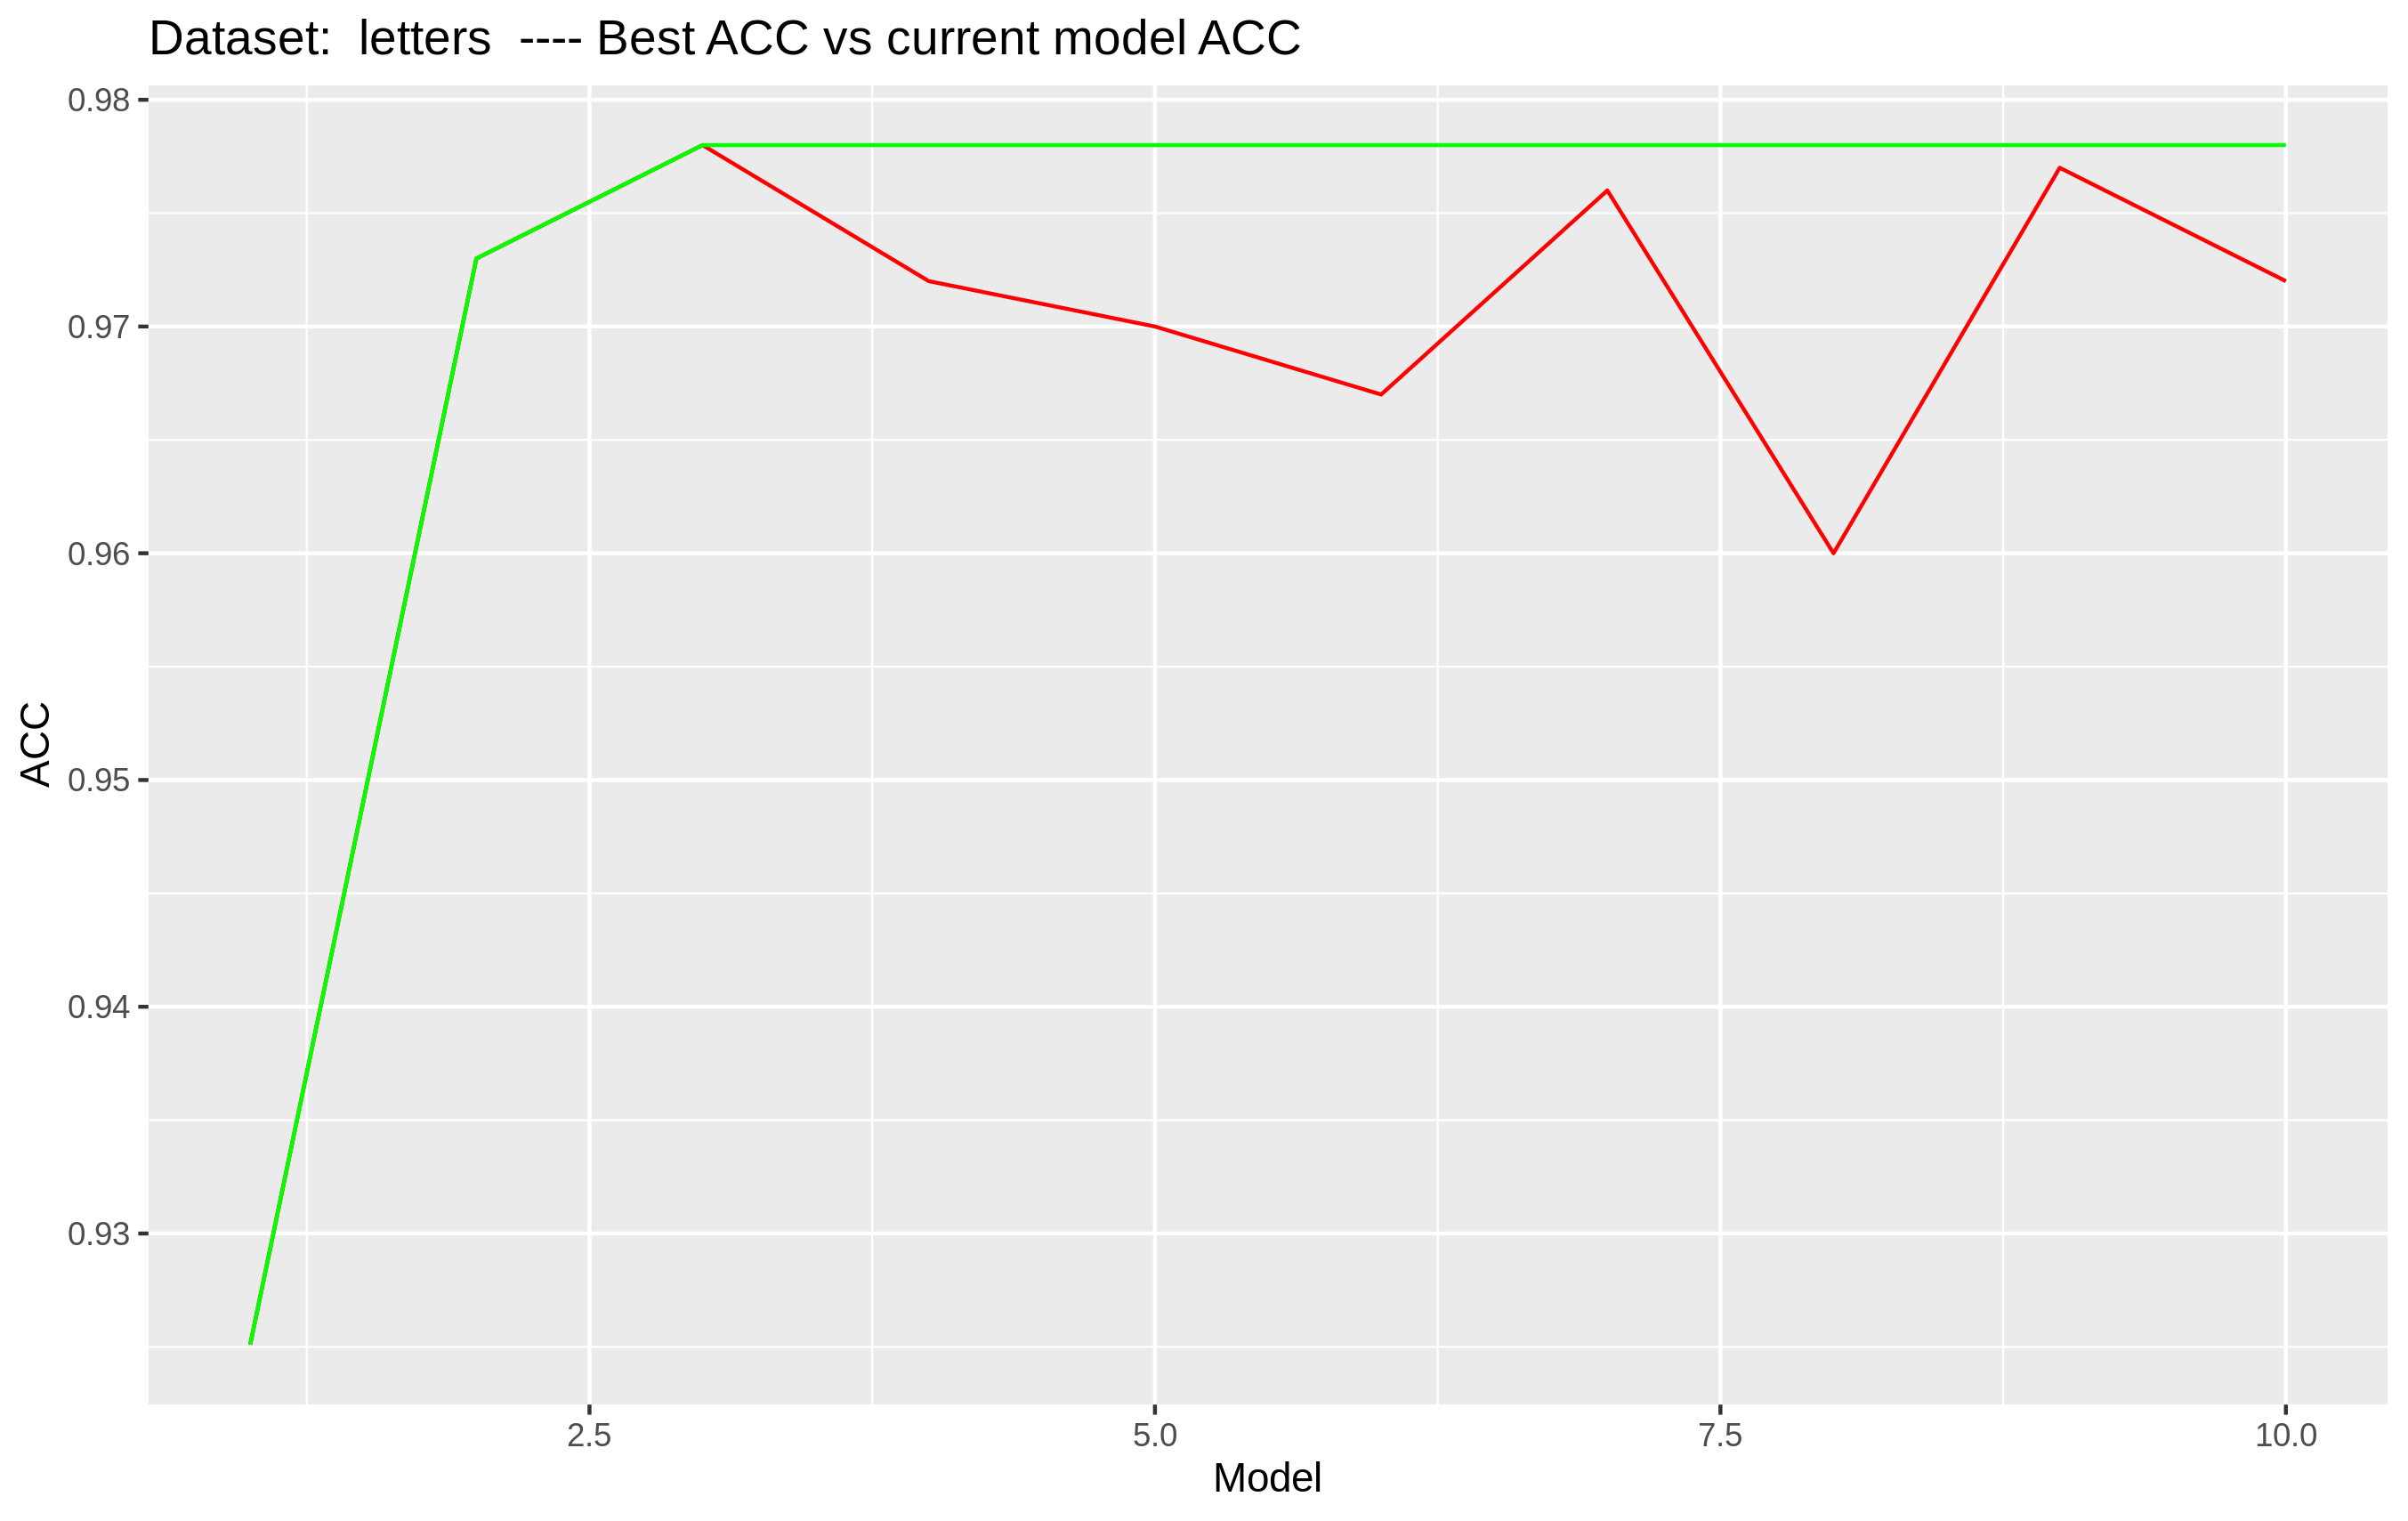 Dataset:  letters  ---- Best ACC vs current model ACC
0.98
0.97
0.96
0.95
0.94
0.93
ACC
2.5 5.0 7.5 10.0
Model